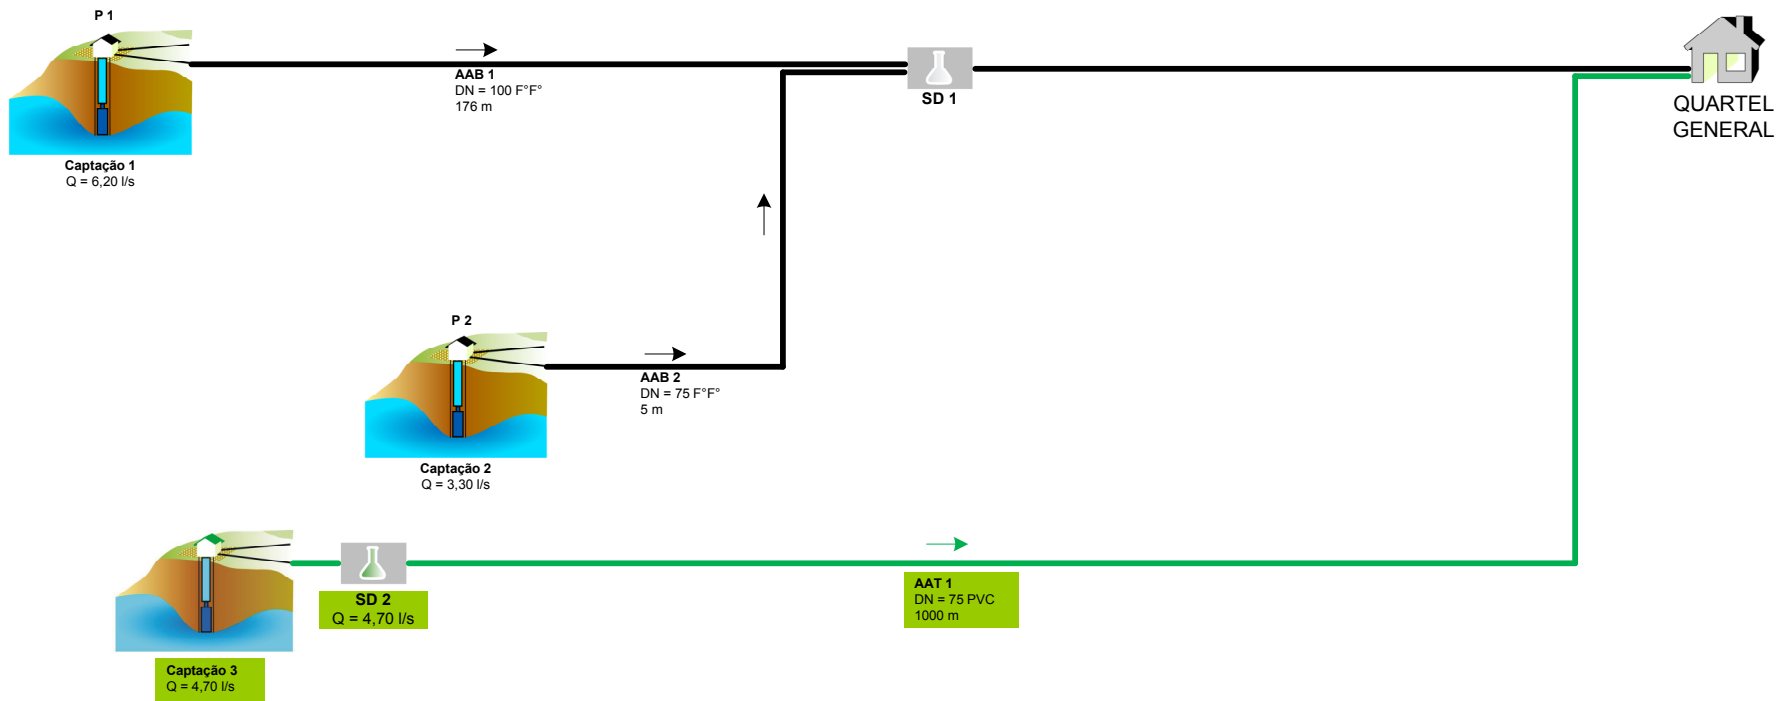 P 1
AAB 1
DN = 100 F°F°
176 m
SD 1
QUARTEL
GENERAL
Captação 1
Q = 6,20 l/s
P 2
AAB 2
DN = 75 F°F°
5 m
Captação 2
Q = 3,30 l/s
SD 2
Q = 4,70 l/s
AAT 1
DN = 75 PVC
1000 m
Captação 3
Q = 4,70 l/s